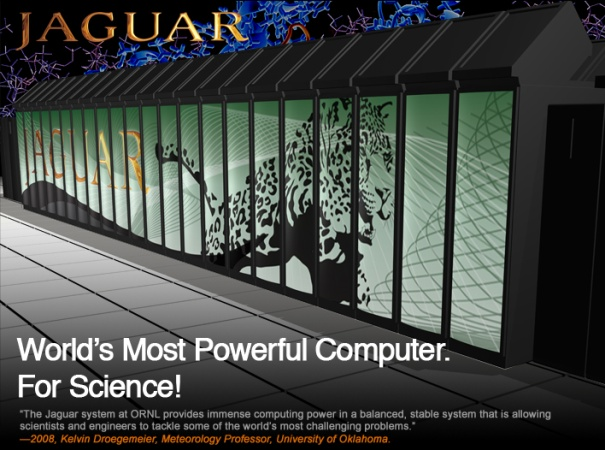 JAGUAR
JAGUAR
World's Most Powerful Computer.
For Science!
"The Jaguar system at ORNL provides immense computing power in a balanced, stable system that is allowing
scientists and engineers to tackle some of the world's most challenging problems."
—2008, Kelvin Droegemeier, Meteorology Professor, University of Oklahoma.